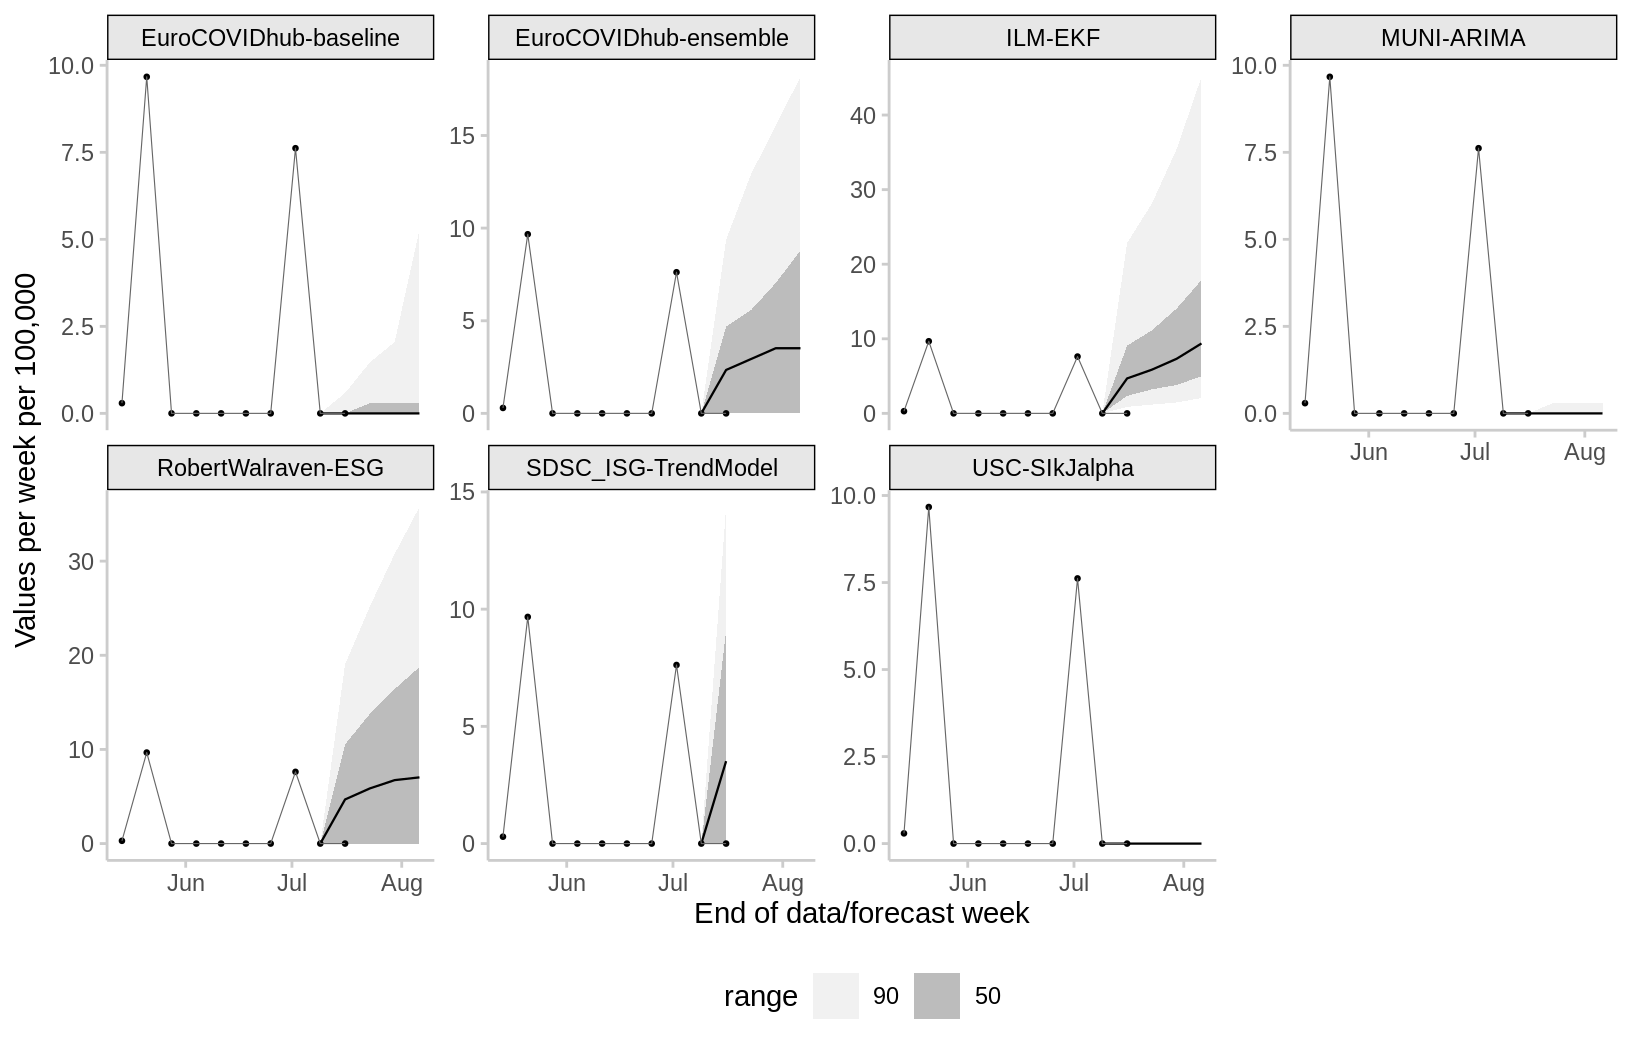 EuroCOVIDhub-baseline
EuroCOVIDhub-ensemble
ILM-EKF
MUNI-ARIMA
10.0
7.5
5.0
2.5
0.0
15
10
5
0
40
30
20
10
0
10.0
7.5
5.0
2.5
0.0
Jun Jul Aug
Values per week per 100,000
RobertWalraven-ESG
SDSC_ISG-TrendModel
USC-SIkJalpha
30
20
10
0
15
10
5
0
10.0
7.5
5.0
2.5
0.0
Jun Jul Aug
Jun Jul Aug
Jun Jul Aug
End of data/forecast week
range 90 50